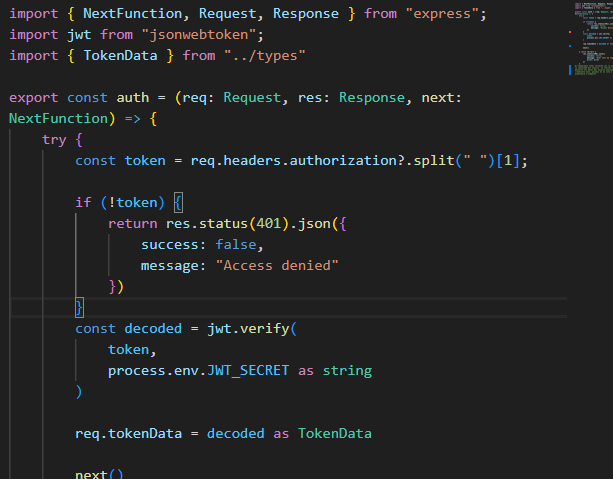 import { NextFunction, Request, Response } from "express";
import jwt from "jsonwebtoken";
import { TokenData } from "../types"

export const auth = (req: Request, res: Response, next:
NextFunction) => {
    try {
        const token = req.headers.authorization?.split(" ")[1];

        if (!token) {
            return res.status(401).json({
                success: false,
                message: "Access denied"
            })
        }
        const decoded = jwt.verify(
            token,
            process.env.JWT_SECRET as string
        )

        req.tokenData = decoded as TokenData

        next()